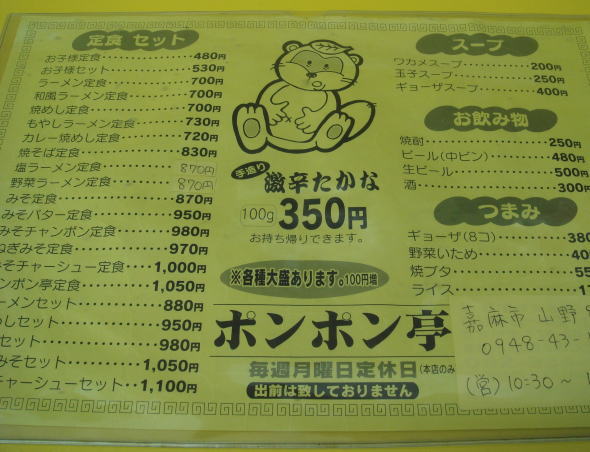 定食 セット
お子様定食・・・・・・・・・・480円
お子様セット・・・・・・・・・530円
ラーメン定食・・・・・・・・・700円
和風ラーメン定食・・・・・・・700円
焼めし定食・・・・・・・・・・700円
もやしラーメン定食・・・・・・730円
カレー焼めし定食・・・・・・・720円
焼そば定食・・・・・・・・・・830円
塩ラーメン定食 870円
野菜ラーメン定食 870円
みそ定食・・・・・・・・・・・870円
みそバター定食・・・・・・・・950円
みそチャンポン定食・・・・・・980円
ねぎみそ定食・・・・・・・・・970円
みそチャーシュー定食・・・・1,000円
ンポン亭定食・・・・・・・・1,050円
ーメンセット・・・・・・・・・880円
めしセット・・・・・・・・・・950円
セット・・・・・・・・・・・・980円
みそセット・・・・・・・・・1,050円
チャーシューセット・・・・・1,100円
手造り
激辛たかな
100g 350円
お持ち帰りできます。
※各種大盛あります。100円増
ポンポン亭
毎週月曜日定休日(本店のみ
出前は致しておりません
スープ
ワカメスープ・・・・・・・・・200円
玉子スープ・・・・・・・・・・250円
ギョーザスープ・・・・・・・・400円
お飲み物
焼酎・・・・・・・・・・・・・250円
ビール(中ビン)・・・・・・・・480円
生ビール・・・・・・・・・・・500円
酒・・・・・・・・・・・・・・300円
つまみ
ギョーザ(8コ)・・・・・・・・・380
野菜いため・・・・・・・・・・40
焼ブタ・・・・・・・・・・・・55
ライス・・・・・・・・・・・・1
嘉麻市 山野
0948-43-
(営) 10:30～